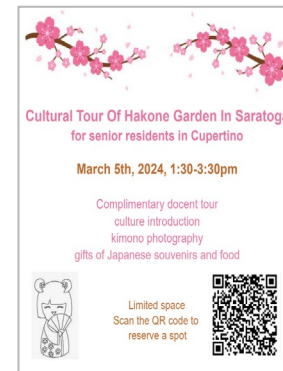 Cultural Tour Of Hakone Garden In Saratoga
for senior residents in Cupertino
March 5th, 2024, 1:30-3:30pm
Complimentary docent tour
culture introduction
kimono photography
gifts of Japanese souvenirs and food
Limited space
Scan the QR code to
reserve a spot